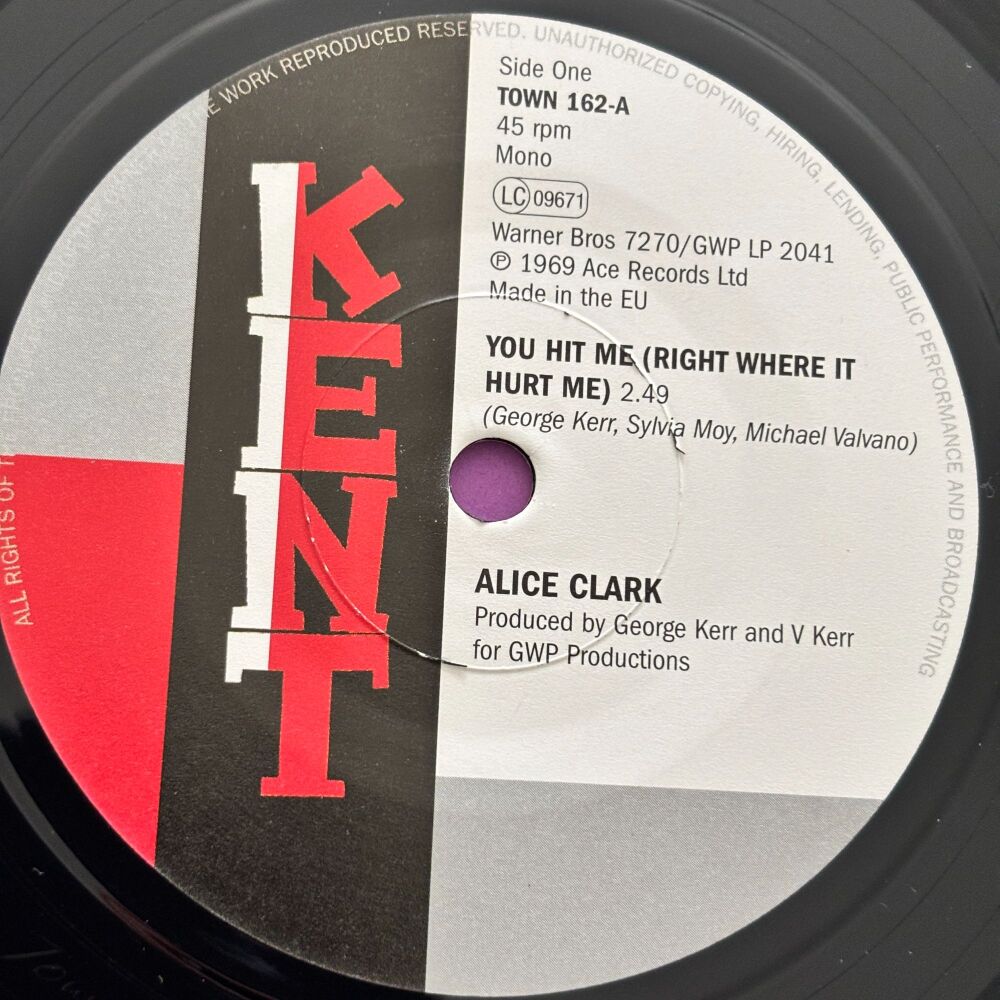 KENT
Side One
TOWN 162-A
45 rpm
Mono
LC 09671
Warner Bros 7270/GWP LP 2041
℗ 1969 Ace Records Ltd
Made in the EU
YOU HIT ME (RIGHT WHERE IT
HURT ME) 2.49
(George Kerr, Sylvia Moy, Michael Valvano)
ALICE CLARK
Produced by George Kerr and V Kerr
for GWP Productions
ALL RIGHTS OF WORK REPRODUCED RESERVED. UNAUTHORIZED COPYING, HIRING, LENDING, PUBLIC PERFORMANCE AND BROADCASTING